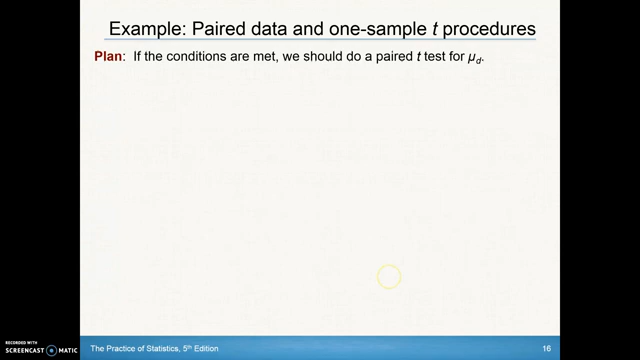 Example: Paired data and one-sample t procedures
Plan: If the conditions are met, we should do a paired t test for μd.
RECORDED WITH
SCREENCAST MATIC
The Practice of Statistics, 5th Edition
16